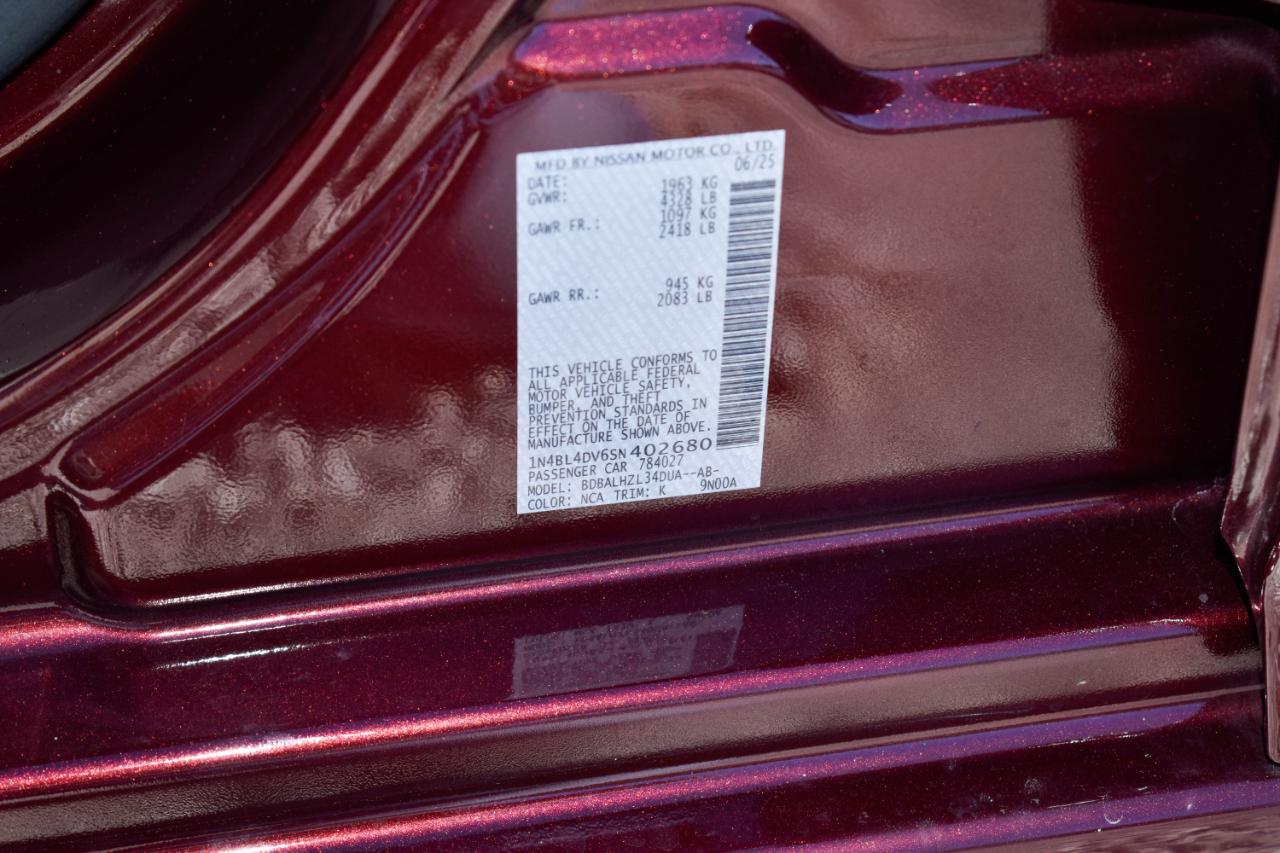 MFD BY NISSAN MOTOR CO., LTD.
06/25
DATE: 1963 KG
GVWR: 4328 LB
1097 KG
GAWR FR.: 2418 LB
945 KG
GAWR RR.: 2083 LB
THIS VEHICLE CONFORMS TO
ALL APPLICABLE FEDERAL
MOTOR VEHICLE SAFETY,
BUMPER, AND THEFT
PREVENTION STANDARDS IN
EFFECT ON THE DATE OF
MANUFACTURE SHOWN ABOVE.
1N4BL4DV6SN402680
PASSENGER CAR 784027
MODEL: BDBALHZL34DUA--AB-
COLOR: NCA TRIM: K 9N00A